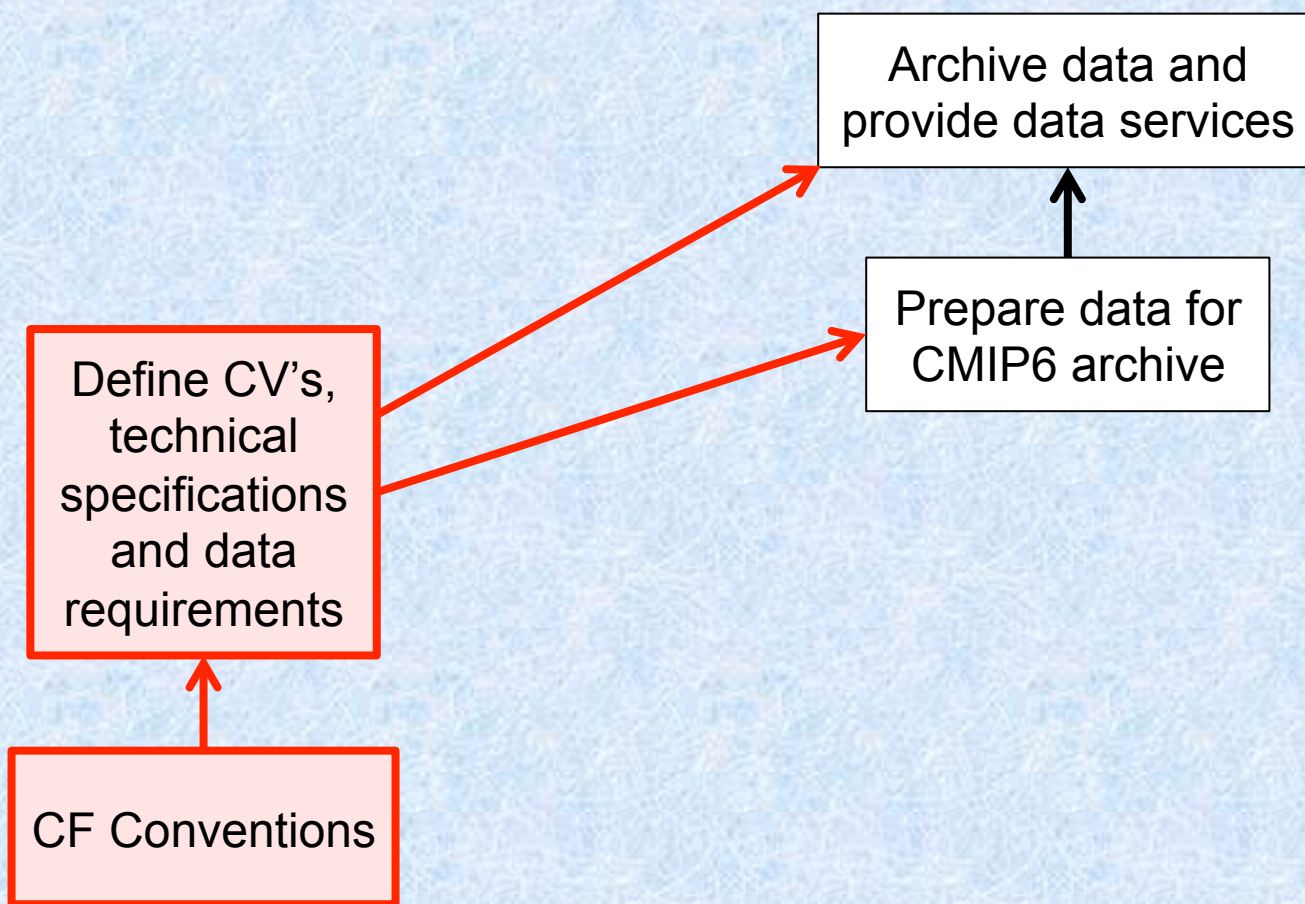 Archive data and
provide data services
Prepare data for
CMIP6 archive
Define CV’s,
technical
specifications
and data
requirements
CF Conventions